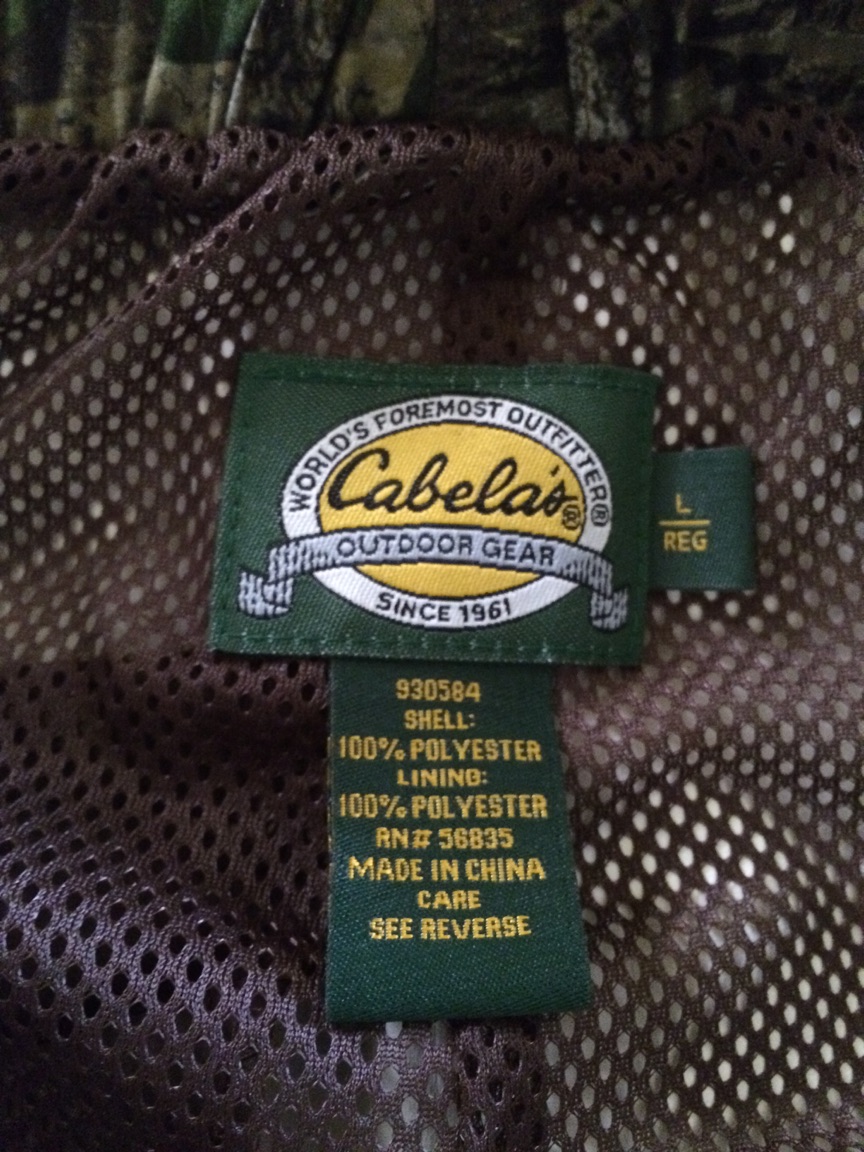 WORLD'S FOREMOST OUTFITTER®
Cabela's®
OUTDOOR GEAR
SINCE 1961
L
REG
930584
SHELL:
100% POLYESTER
LINING:
100% POLYESTER
RN# 56835
MADE IN CHINA
CARE
SEE REVERSE